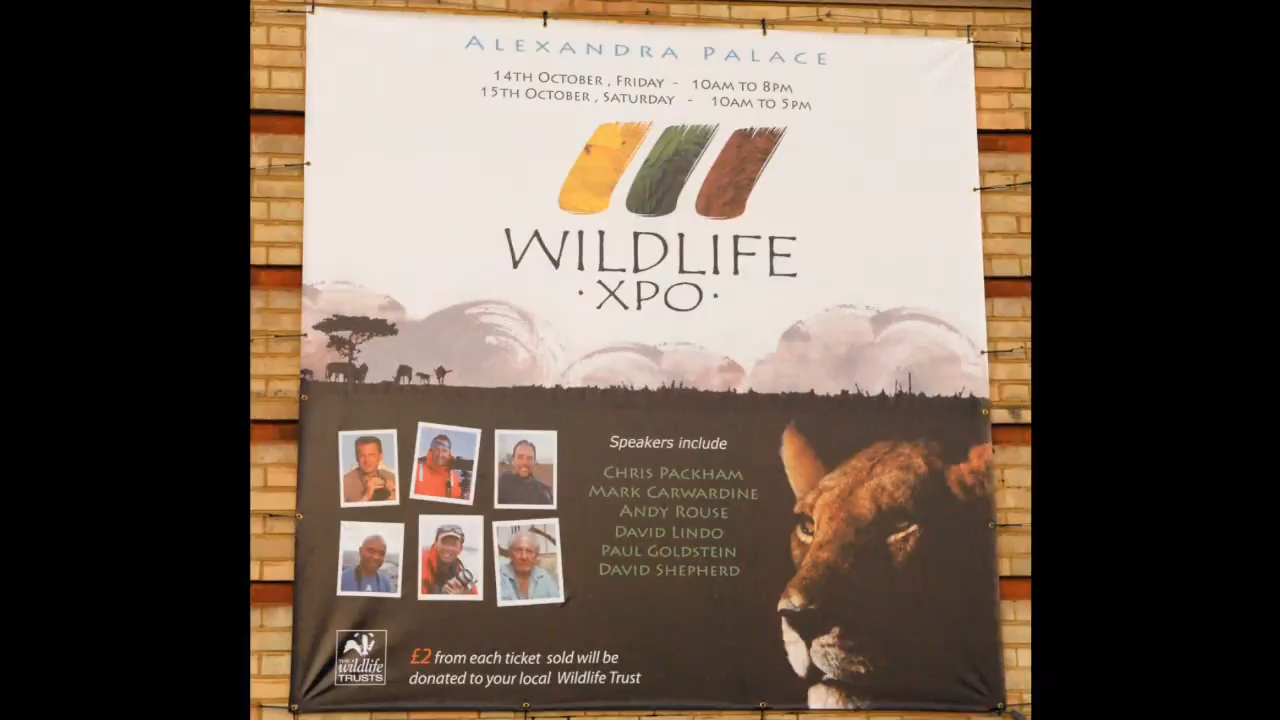 ALEXANDRA PALACE
14TH OCTOBER , FRIDAY - 10AM TO 8PM
15TH OCTOBER , SATURDAY - 10AM TO 5PM
WILDLIFE
· XPO ·
Speakers include
CHRIS PACKHAM
MARK CARWARDINE
ANDY ROUSE
DAVID LINDO
PAUL GOLDSTEIN
DAVID SHEPHERD
THE
wildlife
TRUSTS
£2 from each ticket sold will be
donated to your local Wildlife Trust